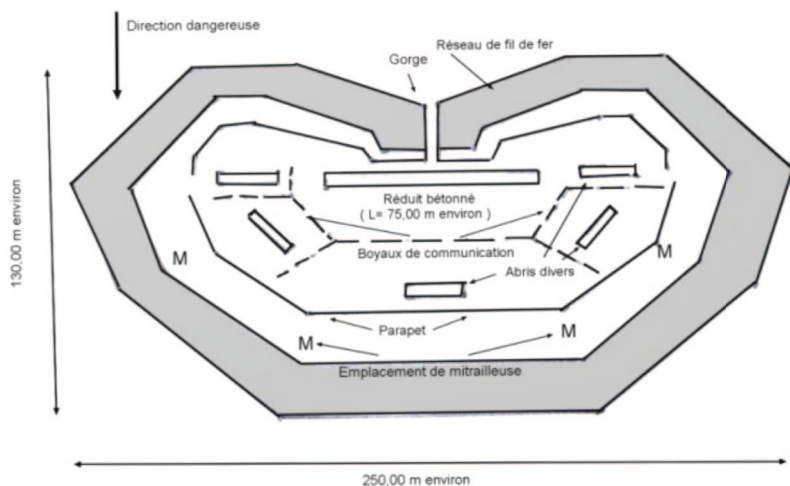 Direction dangereuse
Réseau de fil de fer
Gorge
Réduit bétonné
( L= 75,00 m environ )
Boyaux de communication
Abris divers
M
M
Parapet
M
M
Emplacement de mitrailleuse
130,00 m environ
250,00 m environ